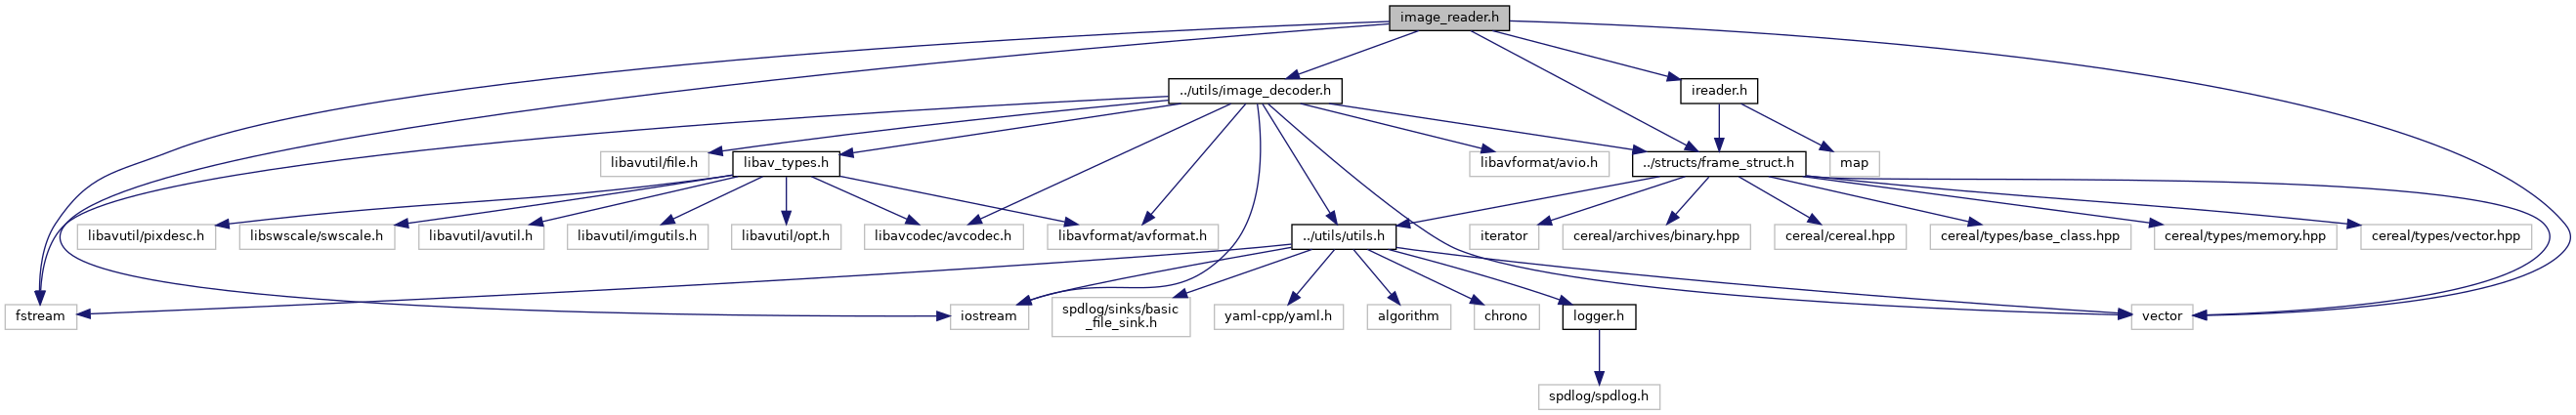 image_reader.h
../utils/image_decoder.h
ireader.h
libavutil/file.h
libav_types.h
libavformat/avio.h
../structs/frame_struct.h
map
libavutil/pixdesc.h
libswscale/swscale.h
libavutil/avutil.h
libavutil/imgutils.h
libavutil/opt.h
libavcodec/avcodec.h
libavformat/avformat.h
../utils/utils.h
iterator
cereal/archives/binary.hpp
cereal/cereal.hpp
cereal/types/base_class.hpp
cereal/types/memory.hpp
cereal/types/vector.hpp
fstream
iostream
spdlog/sinks/basic
_file_sink.h
yaml-cpp/yaml.h
algorithm
chrono
logger.h
vector
spdlog/spdlog.h